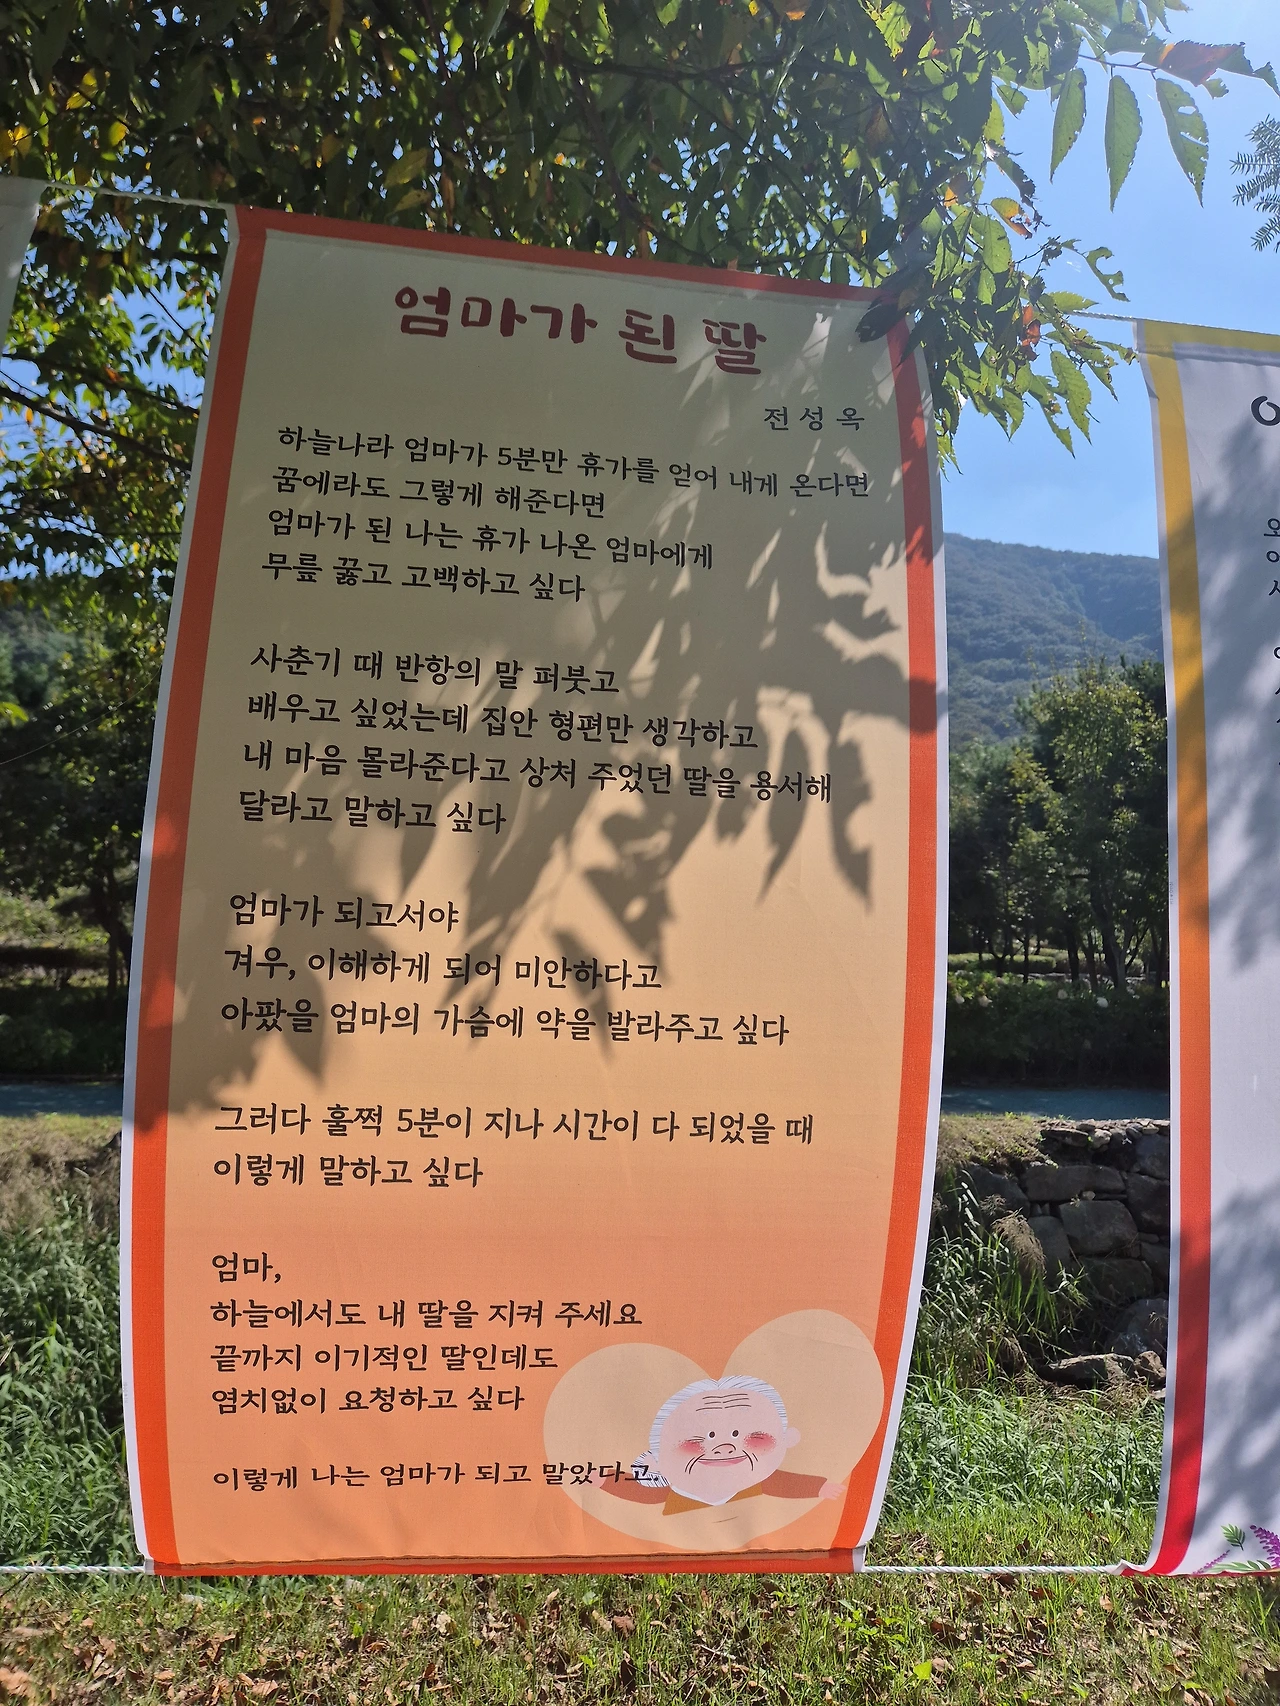 엄마가 된 딸
전 성 옥
하늘나라 엄마가 5분만 휴가를 얻어 내게 온다면
꿈에라도 그렇게 해준다면
엄마가 된 나는 휴가 나온 엄마에게
무릎 꿇고 고백하고 싶다
사춘기 때 반항의 말 퍼붓고
배우고 싶었는데 집안 형편만 생각하고
내 마음 몰라준다고 상처 주었던 딸을 용서해
달라고 말하고 싶다
엄마가 되고서야
겨우, 이해하게 되어 미안하다고
아팠을 엄마의 가슴에 약을 발라주고 싶다
그러다 훌쩍 5분이 지나 시간이 다 되었을 때
이렇게 말하고 싶다
엄마,
하늘에서도 내 딸을 지켜 주세요
끝까지 이기적인 딸인데도
염치없이 요청하고 싶다
이렇게 나는 엄마가 되고 말았다고.